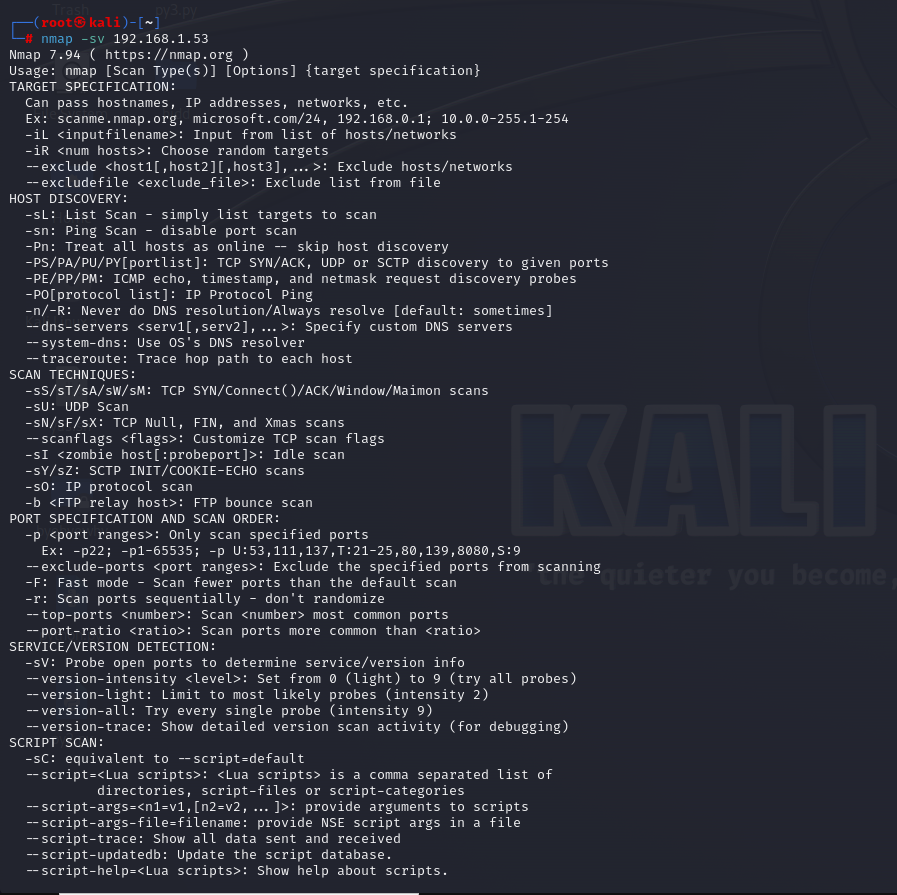 Trash py3.py
┌──(root㉿kali)-[~]
└─# nmap -sv 192.168.1.53
Nmap 7.94 ( https://nmap.org )
Usage: nmap [Scan Type(s)] [Options] {target specification}
TARGET SPECIFICATION:
  Can pass hostnames, IP addresses, networks, etc.
  Ex: scanme.nmap.org, microsoft.com/24, 192.168.0.1; 10.0.0-255.1-254
  -iL <inputfilename>: Input from list of hosts/networks
  -iR <num hosts>: Choose random targets
  --exclude <host1[,host2][,host3],...>: Exclude hosts/networks
  --excludefile <exclude_file>: Exclude list from file
HOST DISCOVERY:
  -sL: List Scan - simply list targets to scan
  -sn: Ping Scan - disable port scan
  -Pn: Treat all hosts as online -- skip host discovery
  -PS/PA/PU/PY[portlist]: TCP SYN/ACK, UDP or SCTP discovery to given ports
  -PE/PP/PM: ICMP echo, timestamp, and netmask request discovery probes
  -PO[protocol list]: IP Protocol Ping
  -n/-R: Never do DNS resolution/Always resolve [default: sometimes]
  --dns-servers <serv1[,serv2],...>: Specify custom DNS servers
  --system-dns: Use OS's DNS resolver
  --traceroute: Trace hop path to each host
SCAN TECHNIQUES:
  -sS/sT/sA/sW/sM: TCP SYN/Connect()/ACK/Window/Maimon scans
  -sU: UDP Scan
  -sN/sF/sX: TCP Null, FIN, and Xmas scans
  --scanflags <flags>: Customize TCP scan flags
  -sI <zombie host[:probeport]>: Idle scan
  -sY/sZ: SCTP INIT/COOKIE-ECHO scans
  -sO: IP protocol scan
  -b <FTP relay host>: FTP bounce scan
PORT SPECIFICATION AND SCAN ORDER:
  -p <port ranges>: Only scan specified ports
    Ex: -p22; -p1-65535; -p U:53,111,137,T:21-25,80,139,8080,S:9
  --exclude-ports <port ranges>: Exclude the specified ports from scanning
  -F: Fast mode - Scan fewer ports than the default scan
  -r: Scan ports sequentially - don't randomize
  --top-ports <number>: Scan <number> most common ports
  --port-ratio <ratio>: Scan ports more common than <ratio>
SERVICE/VERSION DETECTION:
  -sV: Probe open ports to determine service/version info
  --version-intensity <level>: Set from 0 (light) to 9 (try all probes)
  --version-light: Limit to most likely probes (intensity 2)
  --version-all: Try every single probe (intensity 9)
  --version-trace: Show detailed version scan activity (for debugging)
SCRIPT SCAN:
  -sC: equivalent to --script=default
  --script=<Lua scripts>: <Lua scripts> is a comma separated list of
           directories, script-files or script-categories
  --script-args=<n1=v1,[n2=v2,...]>: provide arguments to scripts
  --script-args-file=filename: provide NSE script args in a file
  --script-trace: Show all data sent and received
  --script-updatedb: Update the script database.
  --script-help=<Lua scripts>: Show help about scripts.
KALI
"the quieter you become,